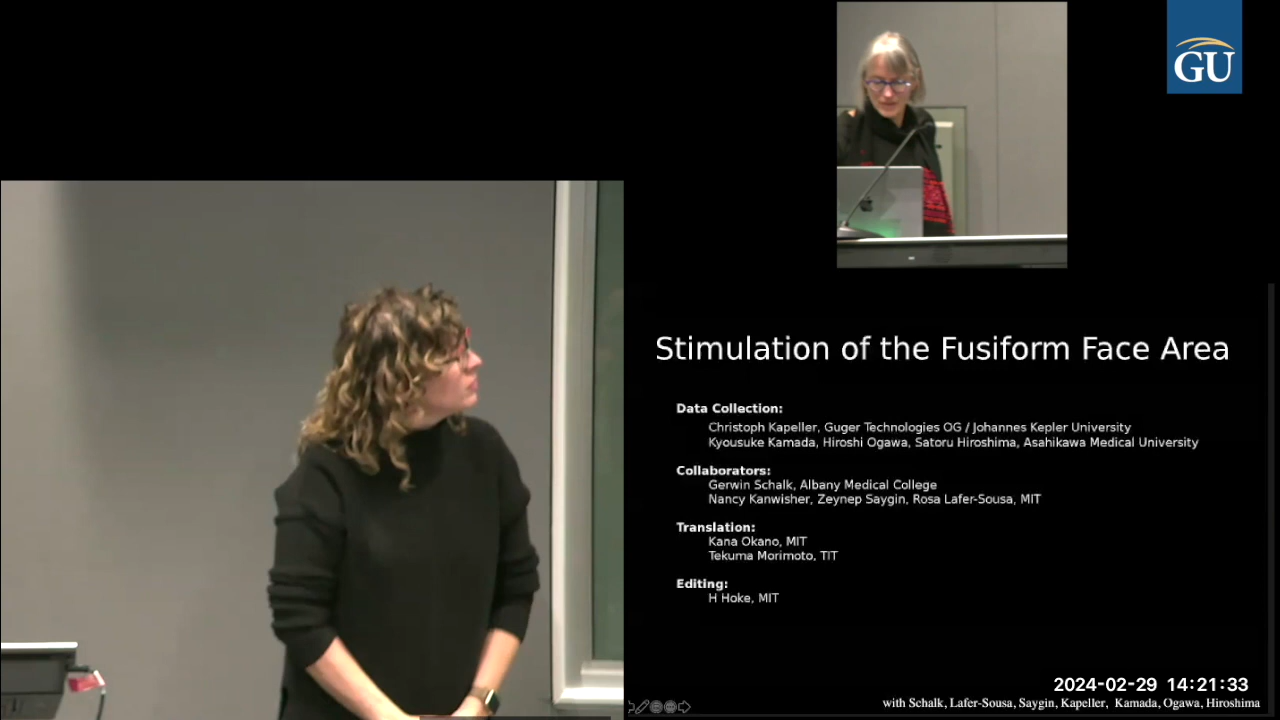 GU
Stimulation of the Fusiform Face Area
Data Collection:
Christoph Kapeller, Guger Technologies OG / Johannes Kepler University
Kyousuke Kamada, Hiroshi Ogawa, Satoru Hiroshima, Asahikawa Medical University
Collaborators:
Gerwin Schalk, Albany Medical College
Nancy Kanwisher, Zeynep Saygin, Rosa Lafer-Sousa, MIT
Translation:
Kana Okano, MIT
Tekuma Morimoto, TIT
Editing:
H Hoke, MIT
2024-02-29 14:21:33
with Schalk, Lafer-Sousa, Saygin, Kapeller, Kamada, Ogawa, Hiroshima